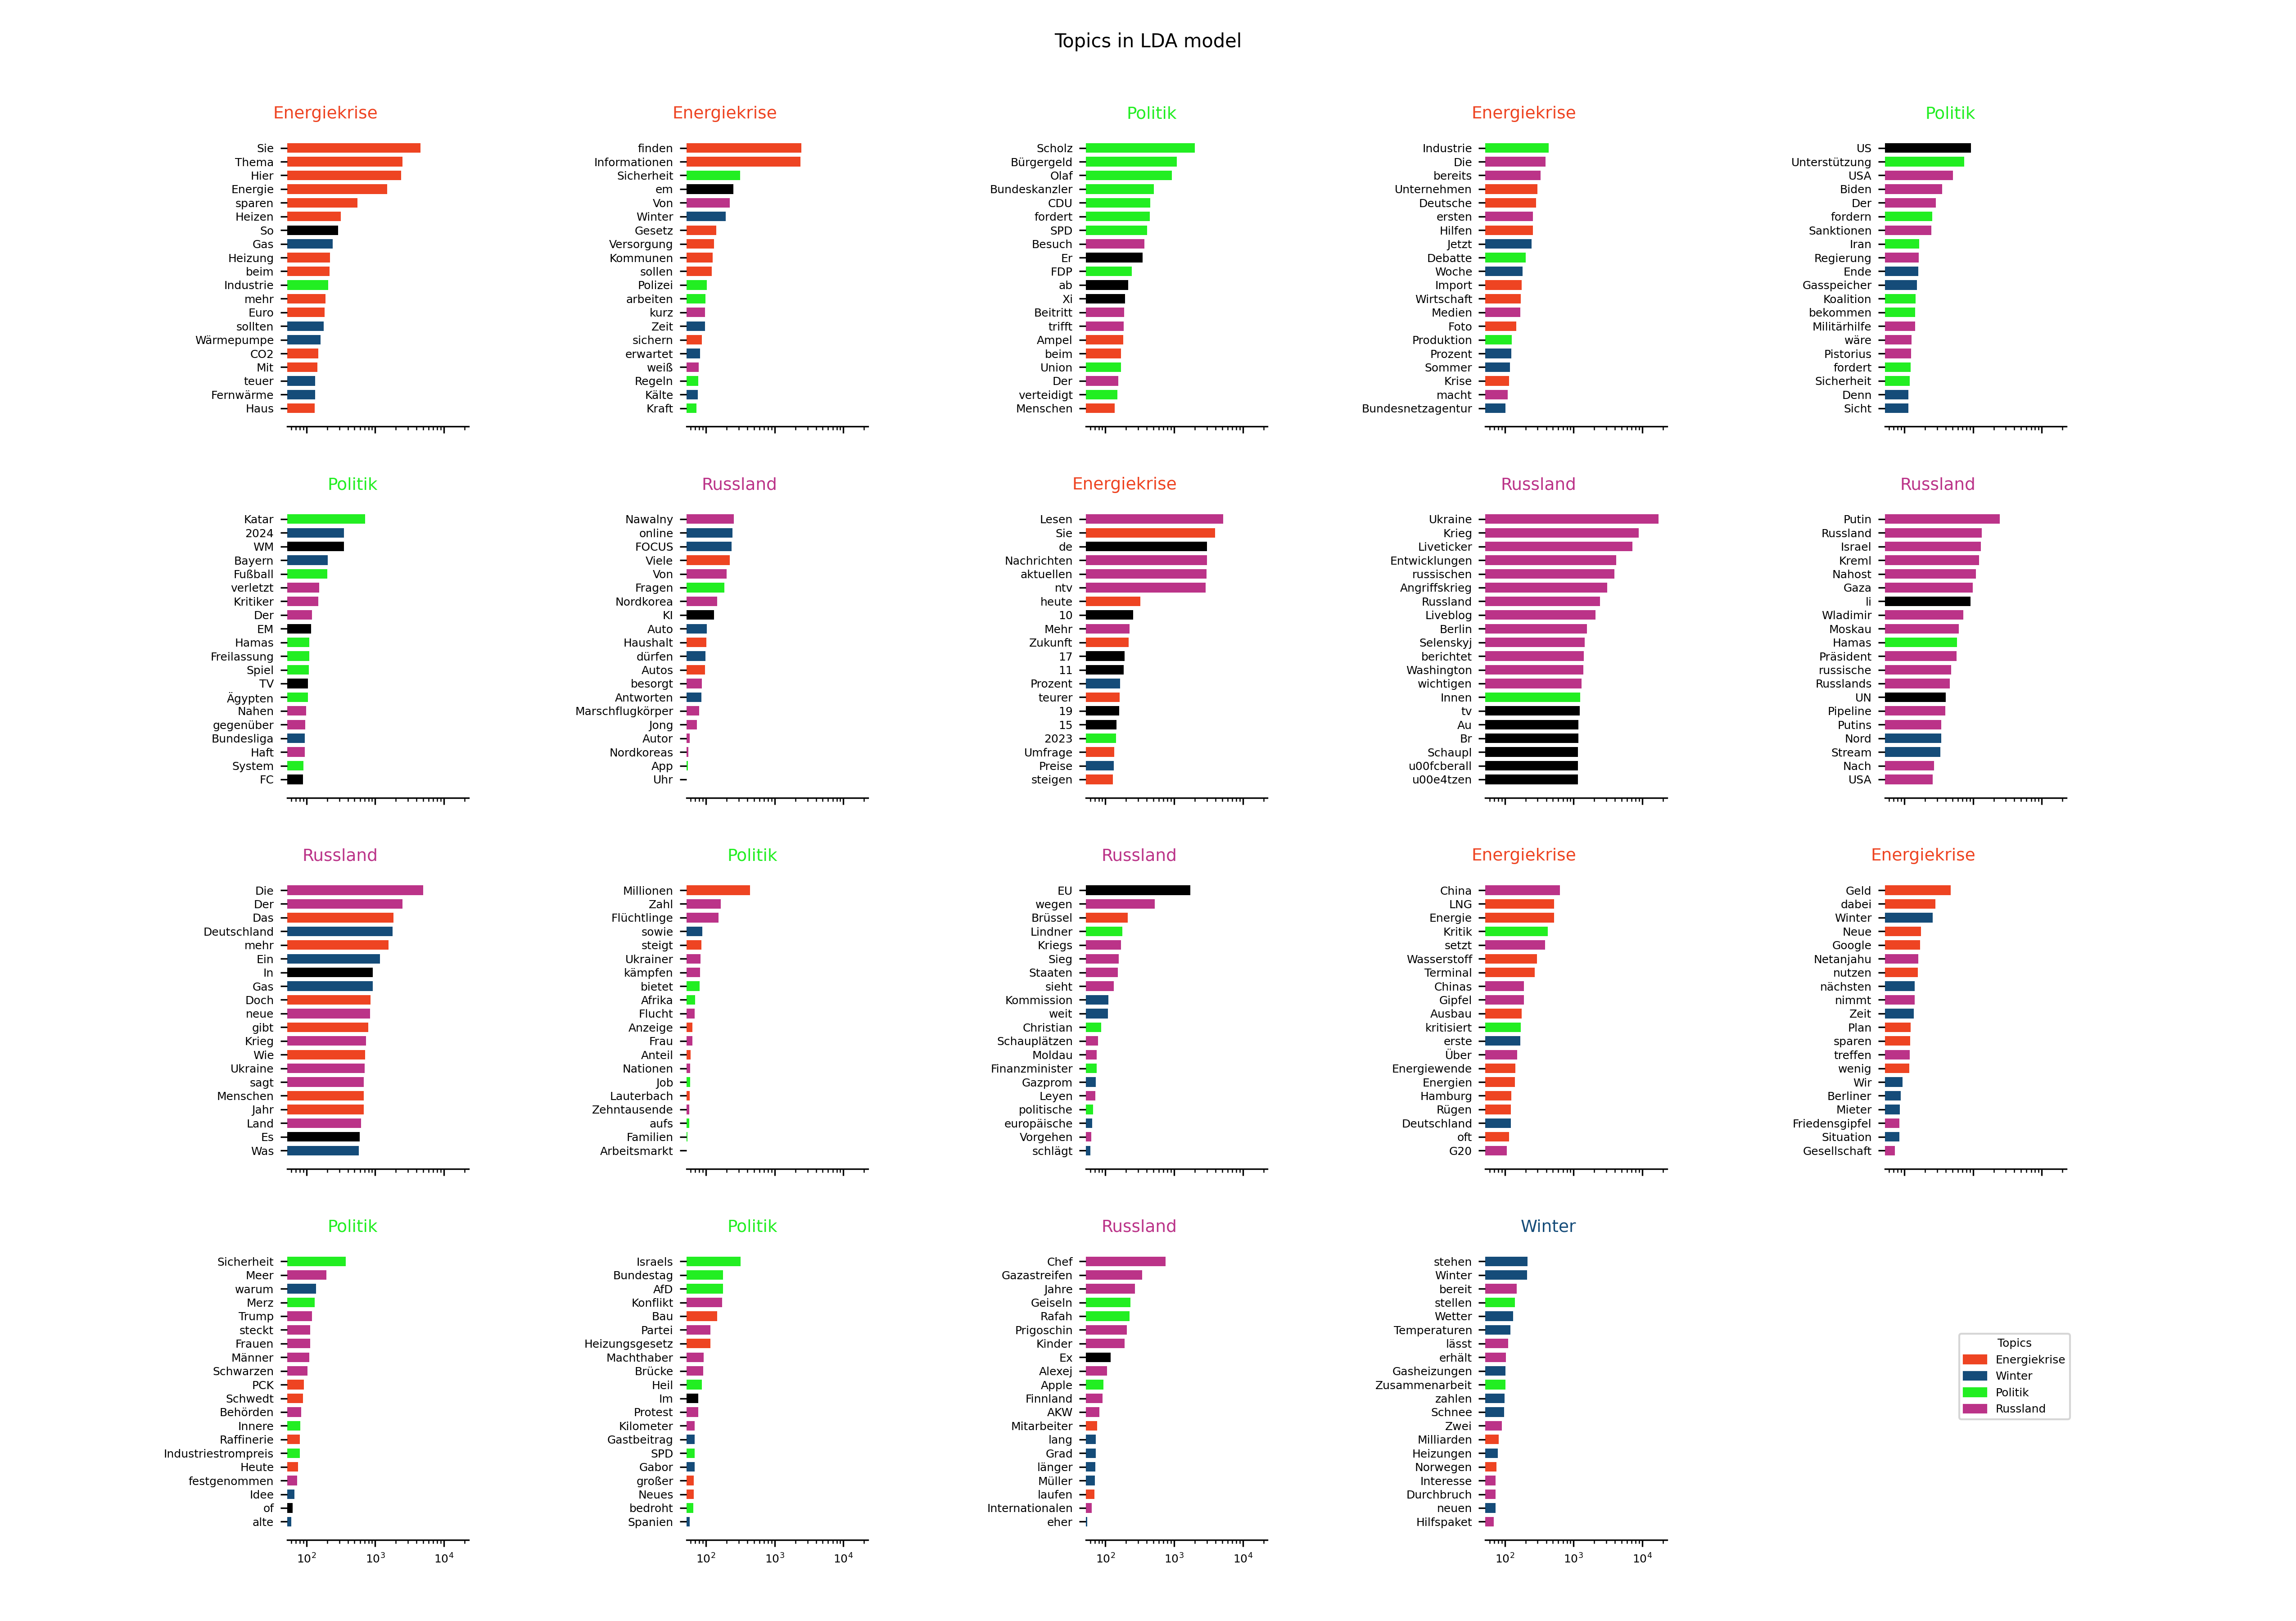 Topics in LDA model
Energiekrise
Sie
Thema
Hier
Energie
sparen
Heizen
So
Gas
Heizung
beim
Industrie
mehr
Euro
sollten
Wärmepumpe
CO2
Mit
teuer
Fernwärme
Haus
Energiekrise
finden
Informationen
Sicherheit
em
Von
Winter
Gesetz
Versorgung
Kommunen
sollen
Polizei
arbeiten
kurz
Zeit
sichern
erwartet
weiß
Regeln
Kälte
Kraft
Politik
Scholz
Bürgergeld
Olaf
Bundeskanzler
CDU
fordert
SPD
Besuch
Er
FDP
ab
Xi
Beitritt
trifft
Ampel
beim
Union
Der
verteidigt
Menschen
Energiekrise
Industrie
Die
bereits
Unternehmen
Deutsche
ersten
Hilfen
Jetzt
Debatte
Woche
Import
Wirtschaft
Medien
Foto
Produktion
Prozent
Sommer
Krise
macht
Bundesnetzagentur
Politik
US
Unterstützung
USA
Biden
Der
fordern
Sanktionen
Iran
Regierung
Ende
Gasspeicher
Koalition
bekommen
Militärhilfe
wäre
Pistorius
fordert
Sicherheit
Denn
Sicht
Politik
Katar
2024
WM
Bayern
Fußball
verletzt
Kritiker
Der
EM
Hamas
Freilassung
Spiel
TV
Ägypten
Nahen
gegenüber
Bundesliga
Haft
System
FC
Russland
Nawalny
online
FOCUS
Viele
Von
Fragen
Nordkorea
KI
Auto
Haushalt
dürfen
Autos
besorgt
Antworten
Marschflugkörper
Jong
Autor
Nordkoreas
App
Uhr
Energiekrise
Lesen
Sie
de
Nachrichten
aktuellen
ntv
heute
10
Mehr
Zukunft
17
11
Prozent
teurer
19
15
2023
Umfrage
Preise
steigen
Russland
Ukraine
Krieg
Liveticker
Entwicklungen
russischen
Angriffskrieg
Russland
Liveblog
Berlin
Selenskyj
berichtet
Washington
wichtigen
Innen
tv
Au
Br
Schaupl
u00fcberall
u00e4tzen
Russland
Putin
Russland
Israel
Kreml
Nahost
Gaza
li
Wladimir
Moskau
Hamas
Präsident
russische
Russlands
UN
Pipeline
Putins
Nord
Stream
Nach
USA
Russland
Die
Der
Das
Deutschland
mehr
Ein
In
Gas
Doch
neue
gibt
Krieg
Wie
Ukraine
sagt
Menschen
Jahr
Land
Es
Was
Politik
Millionen
Zahl
Flüchtlinge
sowie
steigt
Ukrainer
kämpfen
bietet
Afrika
Flucht
Anzeige
Frau
Anteil
Nationen
Job
Lauterbach
Zehntausende
aufs
Familien
Arbeitsmarkt
Russland
EU
wegen
Brüssel
Lindner
Kriegs
Sieg
Staaten
sieht
Kommission
weit
Christian
Schauplätzen
Moldau
Finanzminister
Gazprom
Leyen
politische
europäische
Vorgehen
schlägt
Energiekrise
China
LNG
Energie
Kritik
setzt
Wasserstoff
Terminal
Chinas
Gipfel
Ausbau
kritisiert
erste
Über
Energiewende
Energien
Hamburg
Rügen
Deutschland
oft
G20
Energiekrise
Geld
dabei
Winter
Neue
Google
Netanjahu
nutzen
nächsten
nimmt
Zeit
Plan
sparen
treffen
wenig
Wir
Berliner
Mieter
Friedensgipfel
Situation
Gesellschaft
Politik
Sicherheit
Meer
warum
Merz
Trump
steckt
Frauen
Männer
Schwarzen
PCK
Schwedt
Behörden
Innere
Raffinerie
Industriestrompreis
Heute
festgenommen
Idee
of
alte
10² 10³ 10⁴
Politik
Israels
Bundestag
AfD
Konflikt
Bau
Partei
Heizungsgesetz
Machthaber
Brücke
Heil
Im
Protest
Kilometer
Gastbeitrag
SPD
Gabor
großer
Neues
bedroht
Spanien
10² 10³ 10⁴
Russland
Chef
Gazastreifen
Jahre
Geiseln
Rafah
Prigoschin
Kinder
Ex
Alexej
Apple
Finnland
AKW
Mitarbeiter
lang
Grad
länger
Müller
laufen
Internationalen
eher
10² 10³ 10⁴
Winter
stehen
Winter
bereit
stellen
Wetter
Temperaturen
lässt
erhält
Gasheizungen
Zusammenarbeit
zahlen
Schnee
Zwei
Milliarden
Heizungen
Norwegen
Interesse
Durchbruch
neuen
Hilfspaket
10² 10³ 10⁴
Topics
Energiekrise
Winter
Politik
Russland